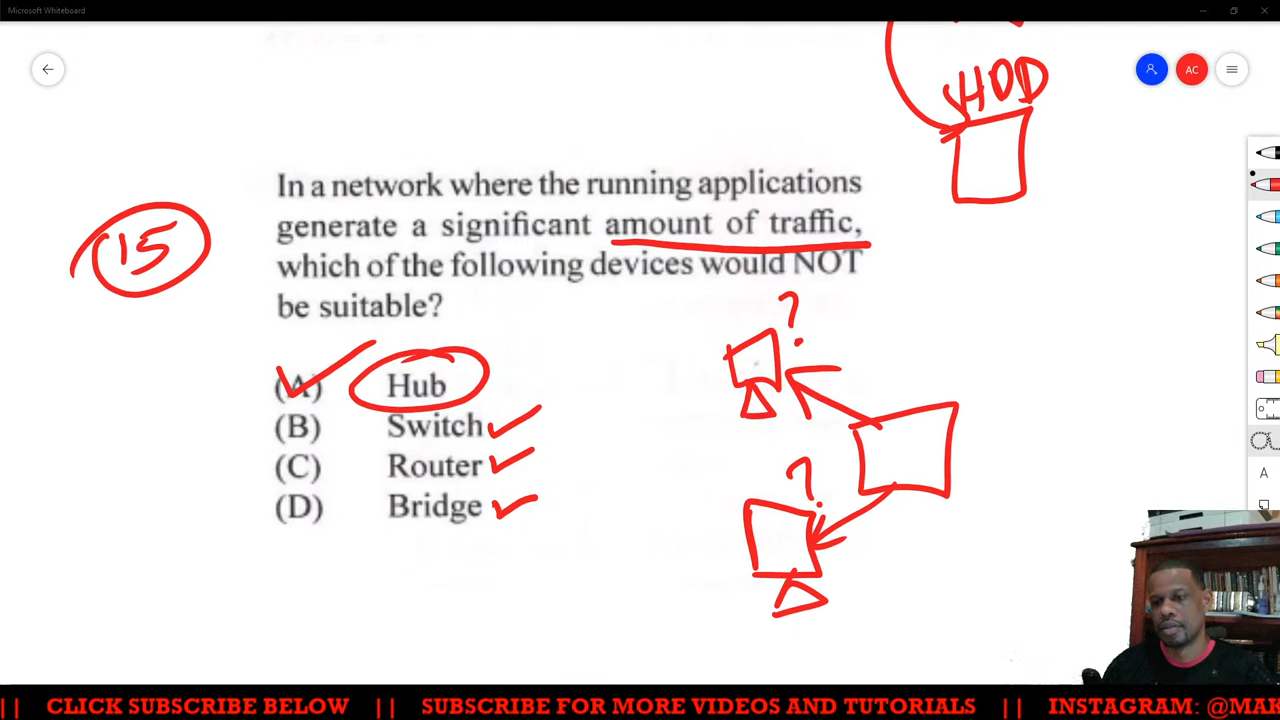 Microsoft Whiteboard
AC
HDD
15
In a network where the running applications
generate a significant amount of traffic,
which of the following devices would NOT
be suitable?
?
(A) Hub
(B) Switch
(C) Router
(D) Bridge
?
A
|| CLICK SUBSCRIBE BELOW || SUBSCRIBE FOR MORE VIDEOS AND TUTORIALS || INSTAGRAM: @MAR